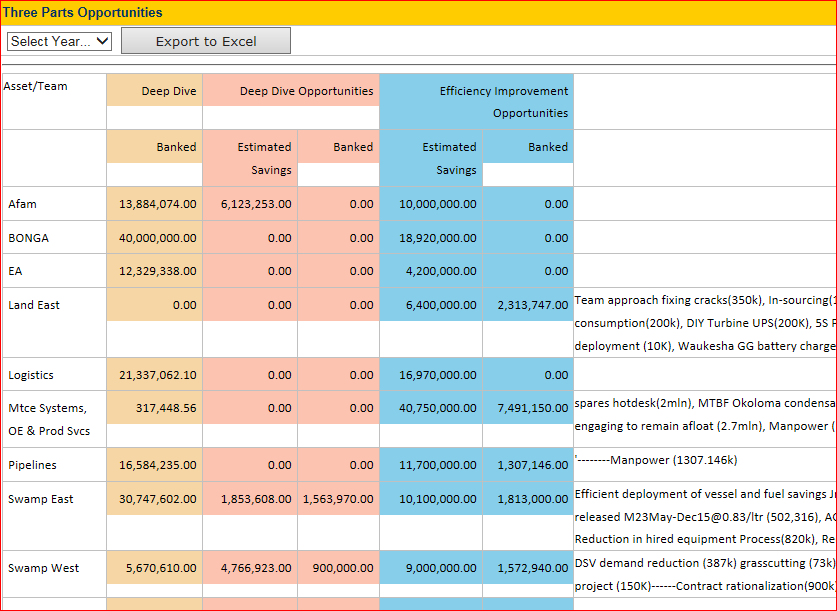 Three Parts Opportunities
Select Year... Export to Excel
Asset/Team Deep Dive Deep Dive Opportunities Efficiency Improvement
Opportunities
Banked Estimated Banked Estimated Banked
Savings Savings
Afam 13,884,074.00 6,123,253.00 0.00 10,000,000.00 0.00
BONGA 40,000,000.00 0.00 0.00 18,920,000.00 0.00
EA 12,329,338.00 0.00 0.00 4,200,000.00 0.00
Land East 0.00 0.00 0.00 6,400,000.00 2,313,747.00 Team approach fixing cracks(350k), In-sourcing(
consumption(200k), DIY Turbine UPS(200K), 5S
deployment (10K), Waukesha GG battery charge
Logistics 21,337,062.10 0.00 0.00 16,970,000.00 0.00
Mtce Systems, 317,448.56 0.00 0.00 40,750,000.00 7,491,150.00 spares hotdesk(2mln), MTBF Okoloma condensa
OE & Prod Svcs engaging to remain afloat (2.7mln), Manpower (
Pipelines 16,584,235.00 0.00 0.00 11,700,000.00 1,307,146.00 '--------Manpower (1307.146k)
Swamp East 30,747,602.00 1,853,608.00 1,563,970.00 10,100,000.00 1,813,000.00 Efficient deployment of vessel and fuel savings
released M23May-Dec15@0.83/ltr (502,316),
Reduction in hired equipment Process(820k), Re
Swamp West 5,670,610.00 4,766,923.00 900,000.00 9,000,000.00 1,572,940.00 DSV demand reduction (387k) grasscutting (73k)
project (150K)------Contract rationalization(900k